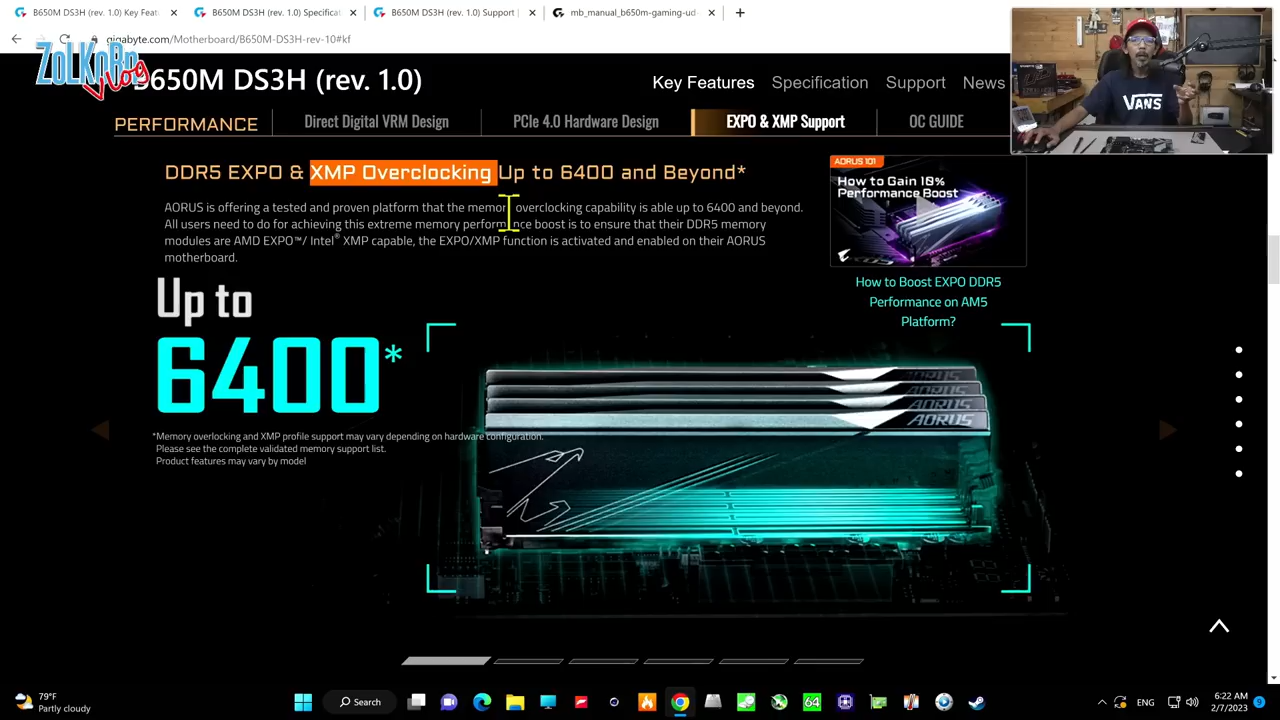 B650M DS3H (rev. 1.0) Key Feat
B650M DS3H (rev. 1.0) Specificat
B650M DS3H (rev. 1.0) Support |
mb_manual_b650m-gaming-ud
gigabyte.com/Motherboard/B650M-DS3H-rev-10#kf
ZoLKoRn
Vlog
B650M DS3H (rev. 1.0)
Key Features
Specification
Support
News
VANS
PERFORMANCE
Direct Digital VRM Design
PCIe 4.0 Hardware Design
EXPO & XMP Support
OC GUIDE
DDR5 EXPO & XMP Overclocking Up to 6400 and Beyond*
AORUS is offering a tested and proven platform that the memory overclocking capability is able up to 6400 and beyond.
All users need to do for achieving this extreme memory performance boost is to ensure that their DDR5 memory
modules are AMD EXPO™/ Intel® XMP capable, the EXPO/XMP function is activated and enabled on their AORUS
motherboard.
AORUS 101
How to Gain 10%
Performance Boost
How to Boost EXPO DDR5
Performance on AM5
Platform?
Up to
6400*
*Memory overclocking and XMP profile support may vary depending on hardware configuration.
Please see the complete validated memory support list.
Product features may vary by model
AORUS
AORUS
AORUS
AORUS
79°F
Partly cloudy
Search
64
ENG
6:22 AM
2/7/2023